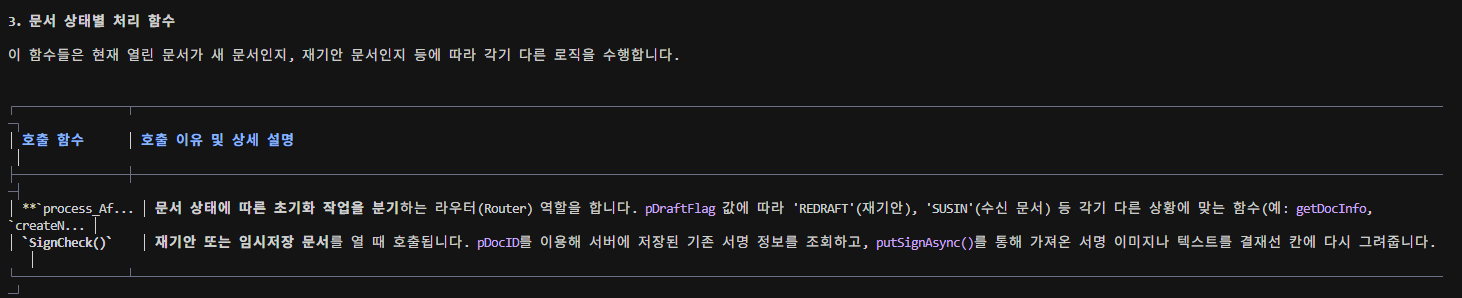 3. 문서 상태별 처리 함수
이 함수들은 현재 열린 문서가 새 문서인지, 재기안 문서인지 등에 따라 각기 다른 로직을 수행합니다.
호출 함수 호출 이유 및 상세 설명
**`process_Af... 문서 상태에 따른 초기화 작업을 분기하는 라우터(Router) 역할을 합니다. pDraftFlag 값에 따라 'REDRAFT'(재기안), 'SUSIN'(수신 문서) 등 각기 다른 상황에 맞는 함수(예: getDocInfo,
`createN...
`SignCheck()` 재기안 또는 임시저장 문서를 열 때 호출됩니다. pDocID를 이용해 서버에 저장된 기존 서명 정보를 조회하고, putSignAsync()를 통해 가져온 서명 이미지나 텍스트를 결재선 칸에 다시 그려줍니다.